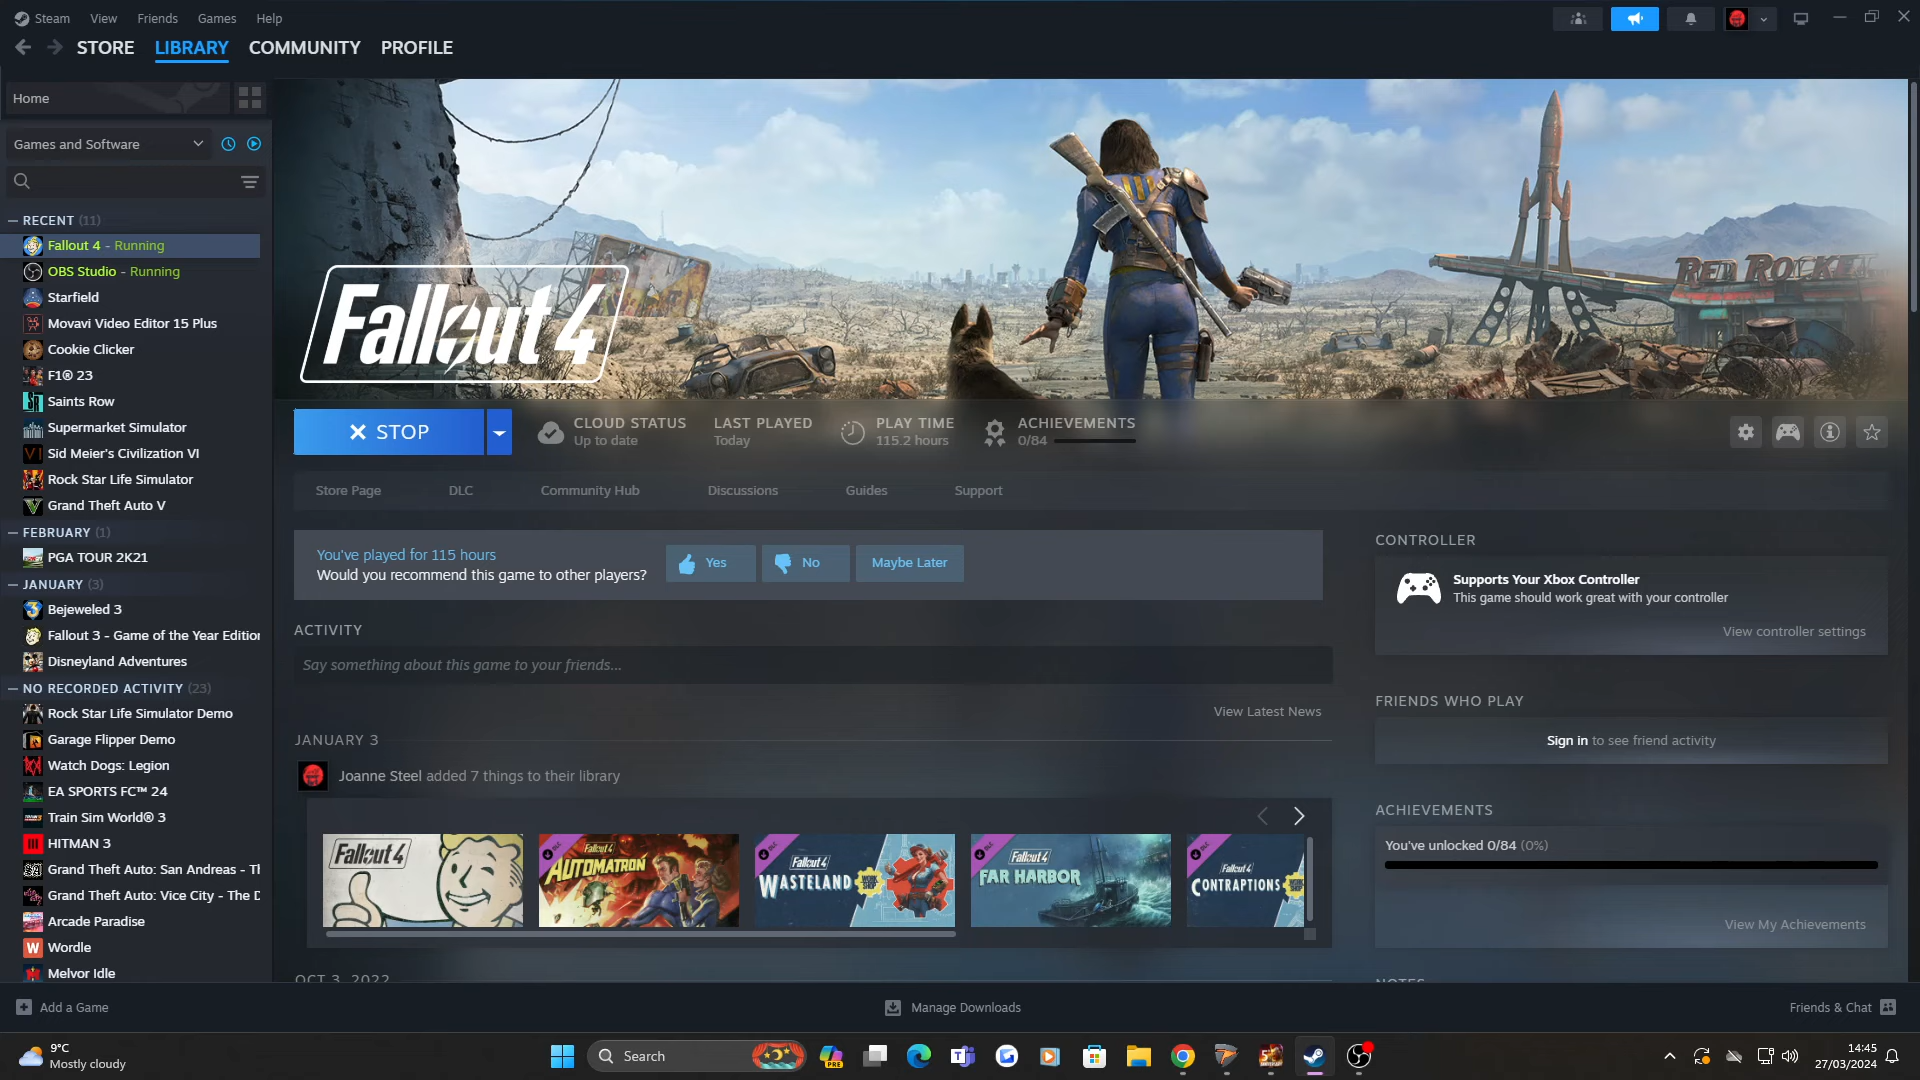 Steam View Friends Games Help
STORE LIBRARY COMMUNITY PROFILE
Home
Games and Software
RECENT (11)
Fallout 4 - Running
OBS Studio - Running
Starfield
Movavi Video Editor 15 Plus
Cookie Clicker
F1® 23
Saints Row
Supermarket Simulator
Sid Meier's Civilization VI
Rock Star Life Simulator
Grand Theft Auto V
FEBRUARY (1)
PGA TOUR 2K21
JANUARY (3)
Bejeweled 3
Fallout 3 - Game of the Year Edition
Disneyland Adventures
NO RECORDED ACTIVITY (23)
Rock Star Life Simulator Demo
Garage Flipper Demo
Watch Dogs: Legion
EA SPORTS FC™ 24
Train Sim World® 3
HITMAN 3
Grand Theft Auto: San Andreas - Th
Grand Theft Auto: Vice City - The D
Arcade Paradise
Wordle
Melvor Idle
Add a Game
RED ROCKET
Fallout 4
STOP
CLOUD STATUS
Up to date
LAST PLAYED
Today
PLAY TIME
115.2 hours
ACHIEVEMENTS
0/84
Store Page DLC Community Hub Discussions Guides Support
You've played for 115 hours
Would you recommend this game to other players?
Yes No Maybe Later
ACTIVITY
Say something about this game to your friends...
View Latest News
JANUARY 3
Joanne Steel added 7 things to their library
Fallout 4
DLC Fallout 4 AUTOMATRON
DLC Fallout 4 WASTELAND WORKSHOP
DLC Fallout 4 FAR HARBOR
DLC Fallout 4 CONTRAPTIONS
OCT 3, 2022
CONTROLLER
Supports Your Xbox Controller
This game should work great with your controller
View controller settings
FRIENDS WHO PLAY
Sign in to see friend activity
ACHIEVEMENTS
You've unlocked 0/84 (0%)
View My Achievements
NOTES
Manage Downloads
Friends & Chat
9°C
Mostly cloudy
Search
PRE
14:45
27/03/2024